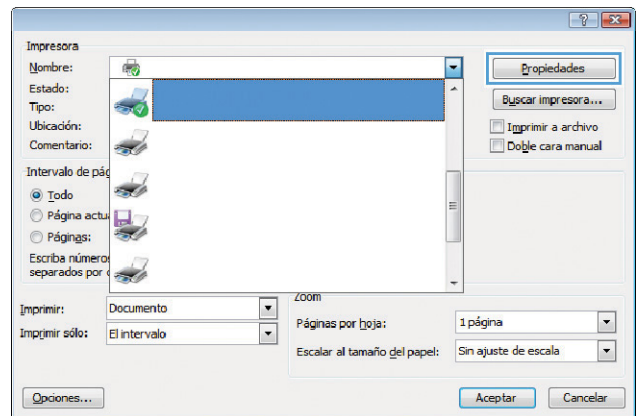 Impresora
Nombre:
Propiedades
Estado:
Tipo:
Buscar impresora...
Ubicación:
Imprimir a archivo
Comentario:
Doble cara manual
Intervalo de pág
Todo
Página actu
Páginas:
Escriba número
separados por
Zoom
Imprimir: Documento
Páginas por hoja: 1 página
Imprimir sólo: El intervalo
Escalar al tamaño del papel: Sin ajuste de escala
Opciones...
Aceptar
Cancelar